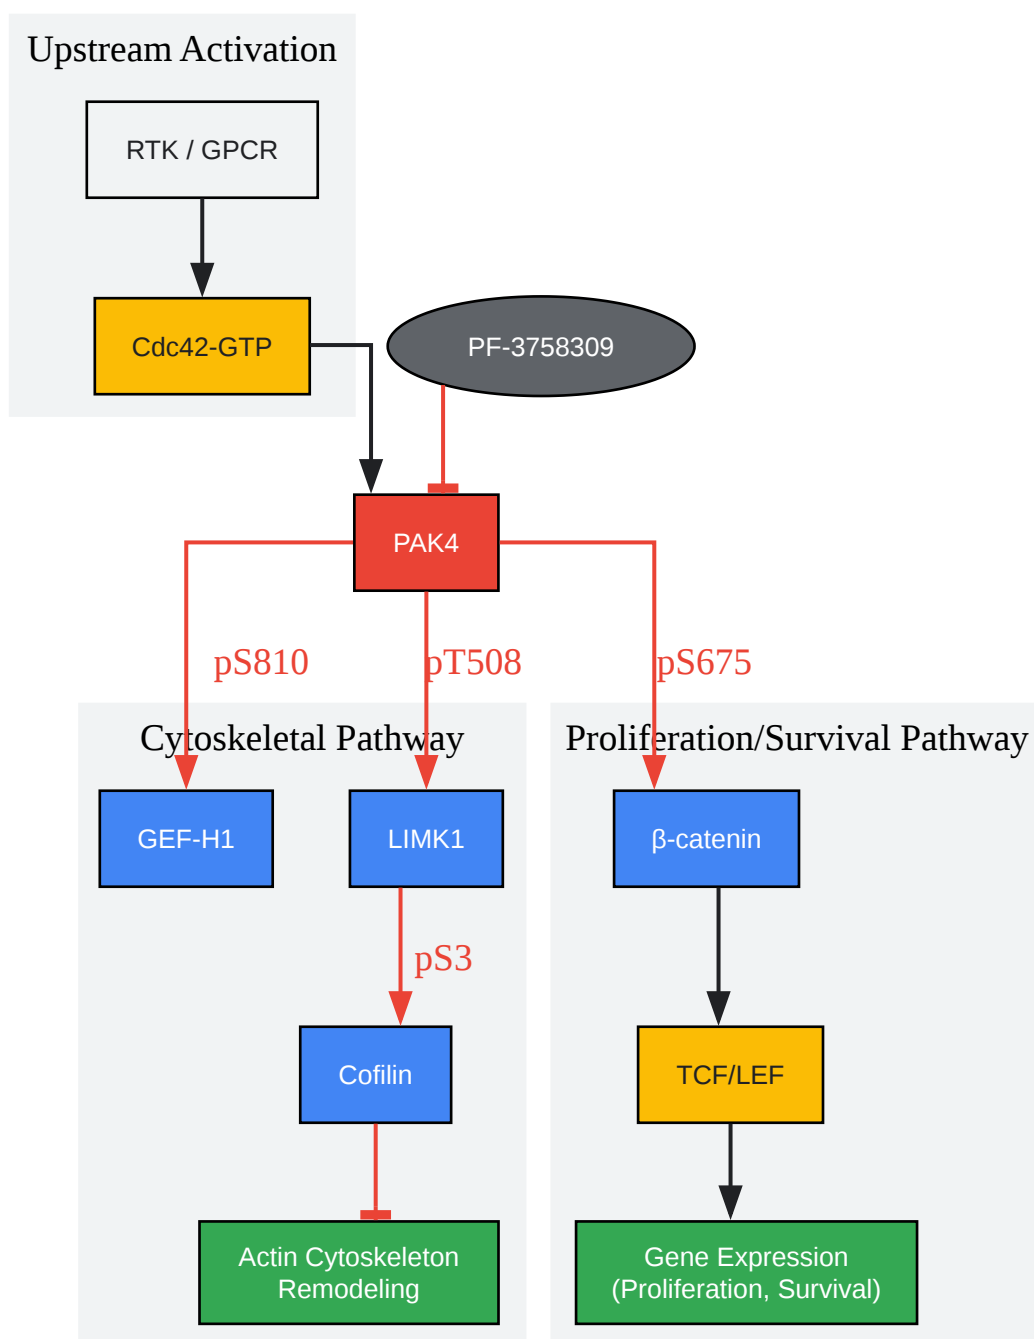 Upstream Activation
RTK / GPCR
Cdc42-GTP
PF-3758309
PAK4
pS810
pT508
pS675
Cytoskeletal Pathway
Proliferation/Survival Pathway
GEF-H1
LIMK1
β-catenin
pS3
Cofilin
TCF/LEF
Actin Cytoskeleton
Remodeling
Gene Expression
(Proliferation, Survival)